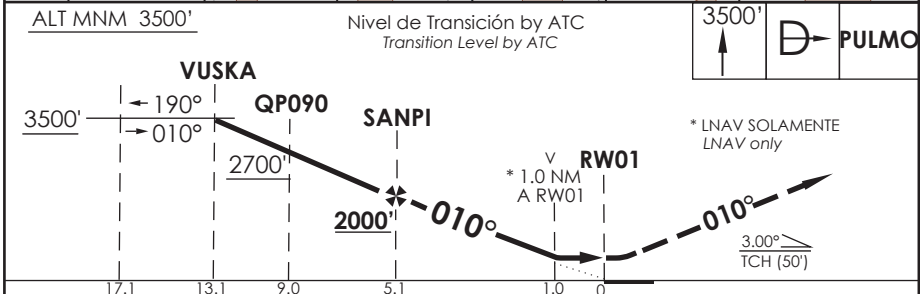 ALT MNM 3500'
Nivel de Transición by ATC
Transition Level by ATC
3500'
D
PULMO
VUSKA
← 190°
→ 010°
3500'
QP090
2700'
SANPI
2000'
010°
V
* 1.0 NM
A RW01
RW01
* LNAV SOLAMENTE
LNAV only
010°
3.00°
TCH (50')
17.1 13.1 9.0 5.1 1.0 0